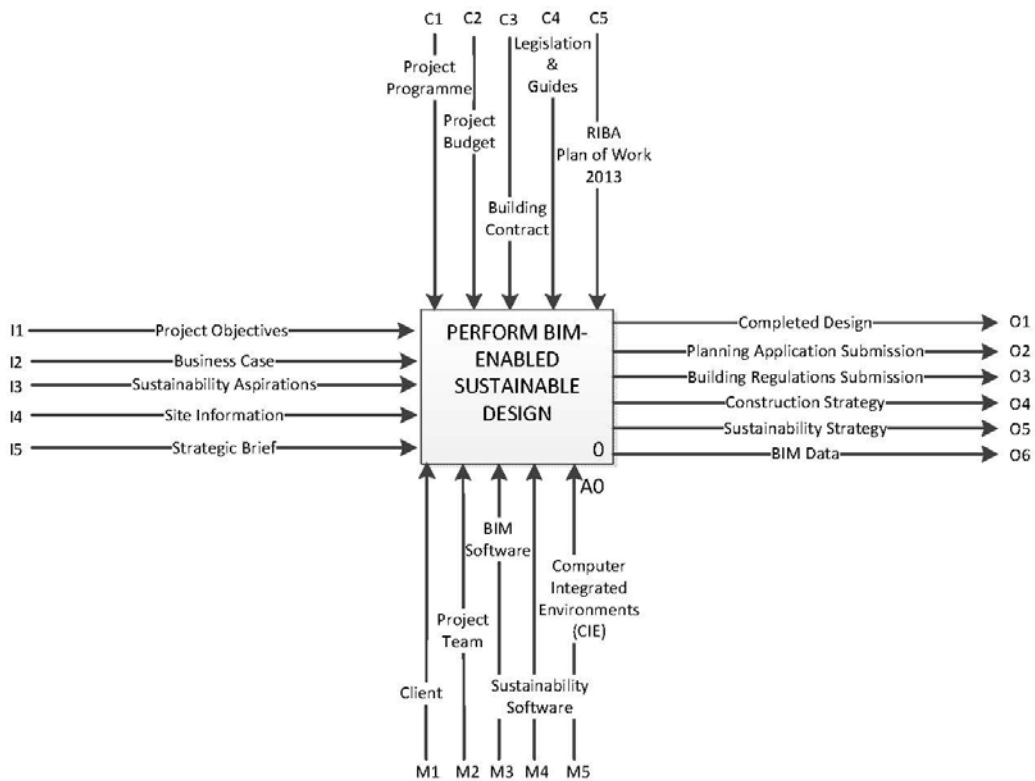 C1 C2 C3 C4 C5
Project
Programme
Project
Budget
Building
Contract
Legislation
&
Guides
RIBA
Plan of Work
2013
I1 Project Objectives
I2 Business Case
I3 Sustainability Aspirations
I4 Site Information
I5 Strategic Brief
PERFORM BIM-
ENABLED
SUSTAINABLE
DESIGN
0
A0
Completed Design O1
Planning Application Submission O2
Building Regulations Submission O3
Construction Strategy O4
Sustainability Strategy O5
BIM Data O6
Client
Project
Team
BIM
Software
Sustainability
Software
Computer
Integrated
Environments
(CIE)
M1 M2 M3 M4 M5